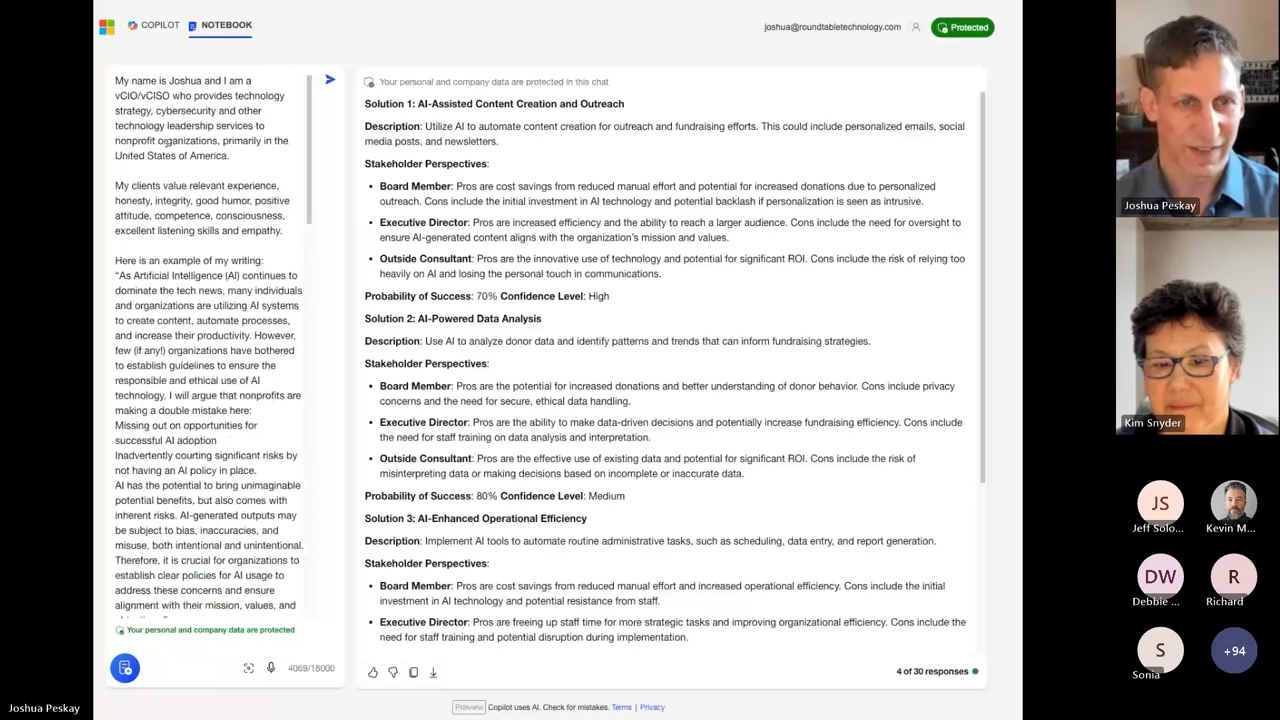 COPILOT
NOTEBOOK
joshua@roundtabletechnology.com
Protected
My name is Joshua and I am a
vCIO/vCISO who provides technology
strategy, cybersecurity and other
technology leadership services to
nonprofit organizations, primarily in the
United States of America.
My clients value relevant experience,
honesty, integrity, good humor, positive
attitude, competence, consciousness,
excellent listening skills and empathy.
Here is an example of my writing:
“As Artificial Intelligence (AI) continues to
dominate the tech news, many individuals
and organizations are utilizing AI systems
to create content, automate processes,
and increase their productivity. However,
few (if any!) organizations have bothered
to establish guidelines to ensure the
responsible and ethical use of AI
technology. I will argue that nonprofits are
making a double mistake here:
Missing out on opportunities for
successful AI adoption
Inadvertently courting significant risks by
not having an AI policy in place.
AI has the potential to bring unimaginable
potential benefits, but also comes with
inherent risks. AI-generated outputs may
be subject to bias, inaccuracies, and
misuse, both intentional and unintentional.
Therefore, it is crucial for organizations to
establish clear policies for AI usage to
address these concerns and ensure
alignment with their mission, values, and
Your personal and company data are protected
4069/18000
Your personal and company data are protected in this chat
Solution 1: AI-Assisted Content Creation and Outreach
Description: Utilize AI to automate content creation for outreach and fundraising efforts. This could include personalized emails, social
media posts, and newsletters.
Stakeholder Perspectives:
• Board Member: Pros are cost savings from reduced manual effort and potential for increased donations due to personalized
outreach. Cons include the initial investment in AI technology and potential backlash if personalization is seen as intrusive.
• Executive Director: Pros are increased efficiency and the ability to reach a larger audience. Cons include the need for oversight to
ensure AI-generated content aligns with the organization’s mission and values.
• Outside Consultant: Pros are the innovative use of technology and potential for significant ROI. Cons include the risk of relying too
heavily on AI and losing the personal touch in communications.
Probability of Success: 70% Confidence Level: High
Solution 2: AI-Powered Data Analysis
Description: Use AI to analyze donor data and identify patterns and trends that can inform fundraising strategies.
Stakeholder Perspectives:
• Board Member: Pros are the potential for increased donations and better understanding of donor behavior. Cons include privacy
concerns and the need for secure, ethical data handling.
• Executive Director: Pros are the ability to make data-driven decisions and potentially increase fundraising efficiency. Cons include
the need for staff training on data analysis and interpretation.
• Outside Consultant: Pros are the effective use of existing data and potential for significant ROI. Cons include the risk of
misinterpreting data or making decisions based on incomplete or inaccurate data.
Probability of Success: 80% Confidence Level: Medium
Solution 3: AI-Enhanced Operational Efficiency
Description: Implement AI tools to automate routine administrative tasks, such as scheduling, data entry, and report generation.
Stakeholder Perspectives:
• Board Member: Pros are cost savings from reduced manual effort and increased operational efficiency. Cons include the initial
investment in AI technology and potential resistance from staff.
• Executive Director: Pros are freeing up staff time for more strategic tasks and improving organizational efficiency. Cons include the
need for staff training and potential disruption during implementation.
4 of 30 responses
Preview Copilot uses AI. Check for mistakes. Terms | Privacy
Joshua Peskay
Joshua Peskay
Kim Snyder
JS
Jeff Solo...
Kevin M...
DW
Debbie ...
R
Richard
S
Sonia
+94